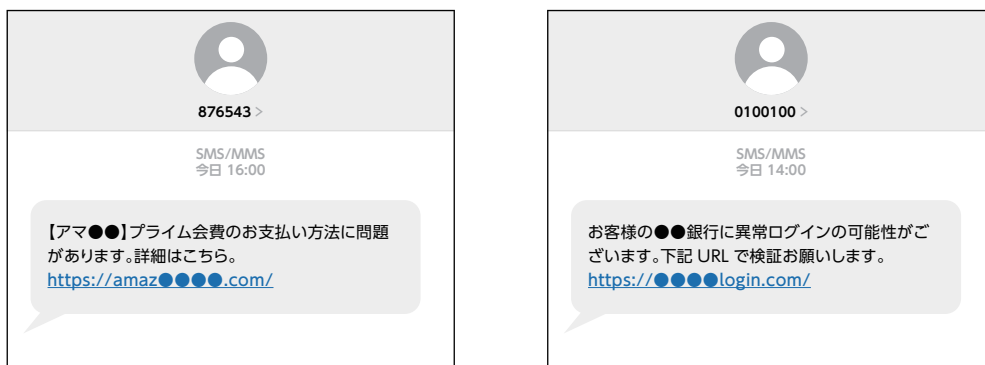 876543 >
SMS/MMS
今日 16:00
【アマ●●】プライム会費のお支払い方法に問題
があります。詳細はこちら。
https://amaz●●●●.com/
0100100 >
SMS/MMS
今日 14:00
お客様の●●銀行に異常ログインの可能性がご
ざいます。下記 URL で検証お願いします。
https://●●●●login.com/